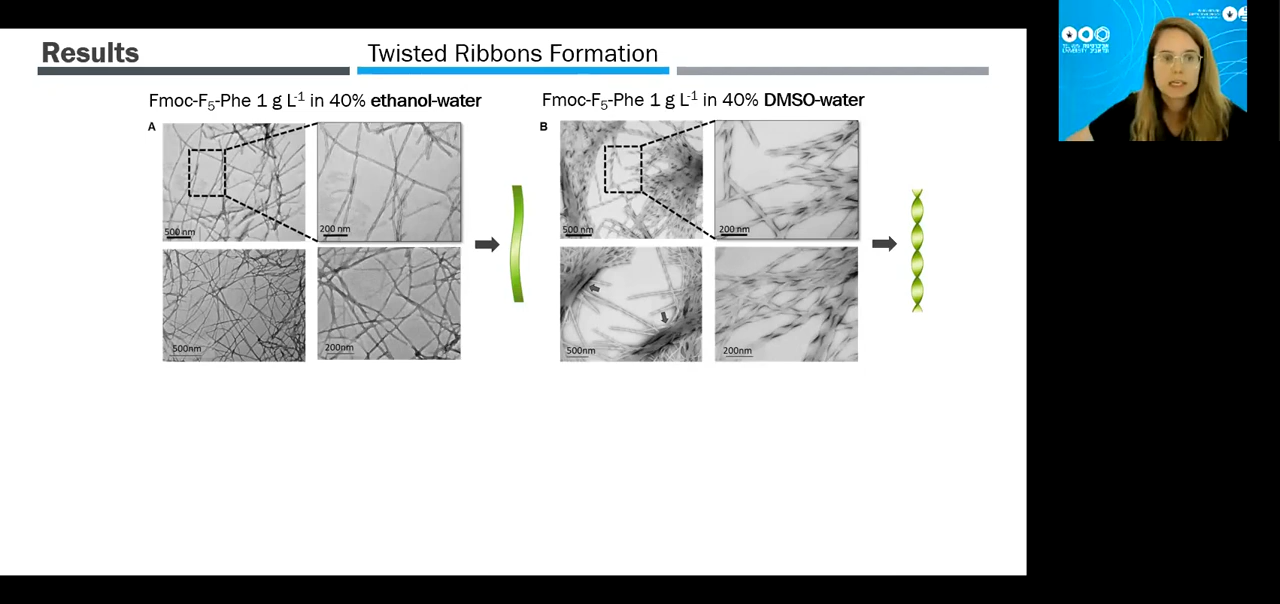 Results
Twisted Ribbons Formation
Fmoc-F5-Phe 1 g L-1 in 40% ethanol-water
Fmoc-F5-Phe 1 g L-1 in 40% DMSO-water
A
B
500 nm
200 nm
500 nm
200 nm
500nm
200nm
500nm
200nm